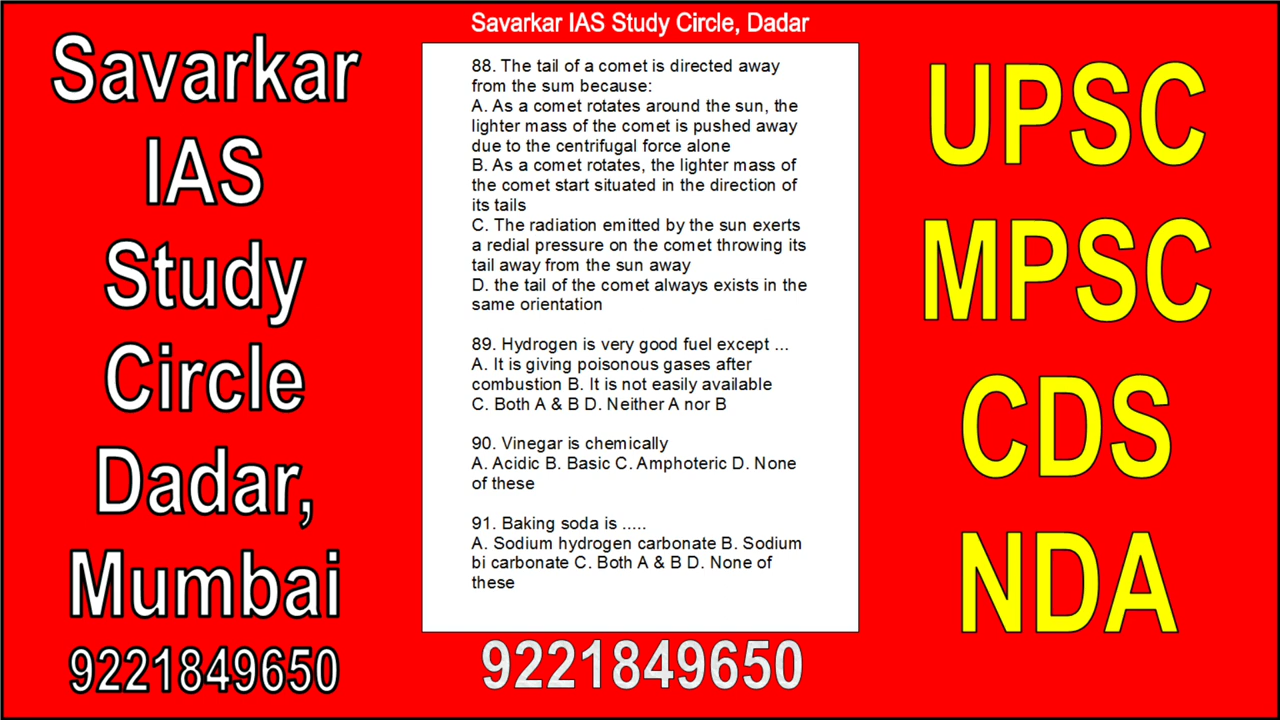 Savarkar
IAS
Study
Circle
Dadar,
Mumbai
9221849650
Savarkar IAS Study Circle, Dadar
88. The tail of a comet is directed away
from the sum because:
A. As a comet rotates around the sun, the
lighter mass of the comet is pushed away
due to the centrifugal force alone
B. As a comet rotates, the lighter mass of
the comet start situated in the direction of
its tails
C. The radiation emitted by the sun exerts
a redial pressure on the comet throwing its
tail away from the sun away
D. the tail of the comet always exists in the
same orientation
89. Hydrogen is very good fuel except ...
A. It is giving poisonous gases after
combustion B. It is not easily available
C. Both A & B D. Neither A nor B
90. Vinegar is chemically
A. Acidic B. Basic C. Amphoteric D. None
of these
91. Baking soda is .....
A. Sodium hydrogen carbonate B. Sodium
bi carbonate C. Both A & B D. None of
these
9221849650
UPSC
MPSC
CDS
NDA